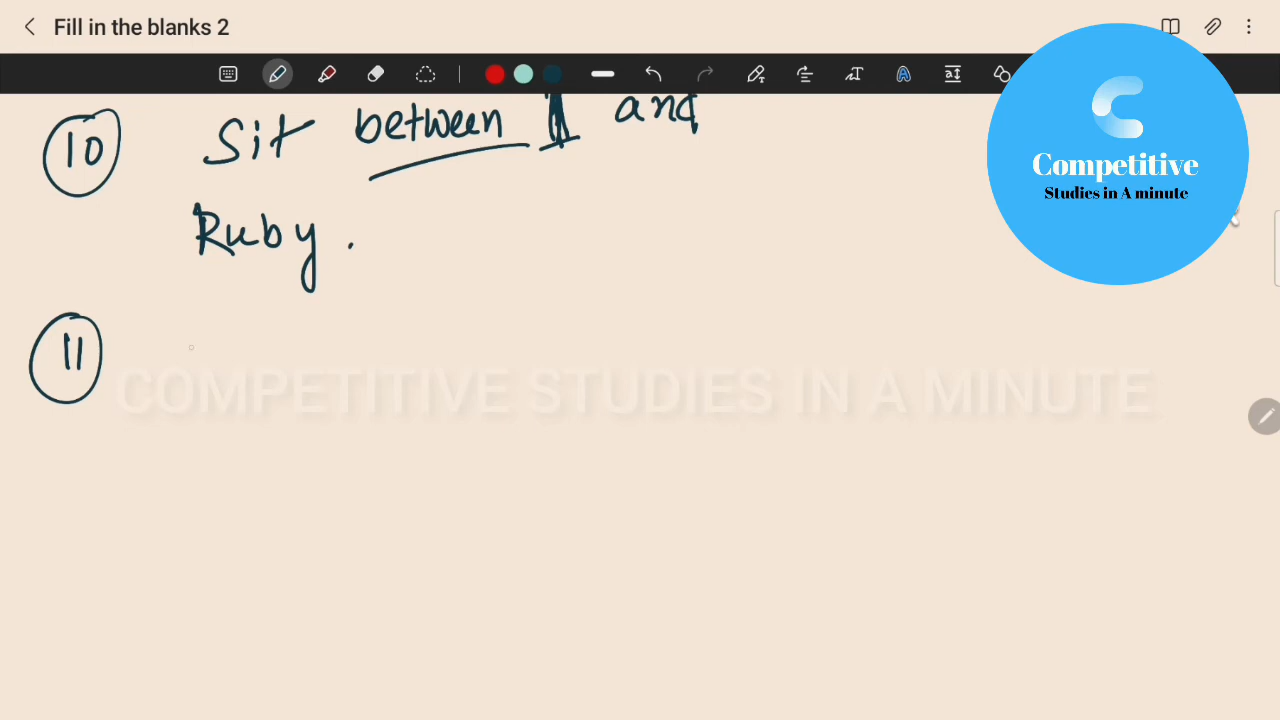 Fill in the blanks 2
Competitive
Studies in A minute
10 Sit between I and
Ruby.
11
COMPETITIVE STUDIES IN A MINUTE